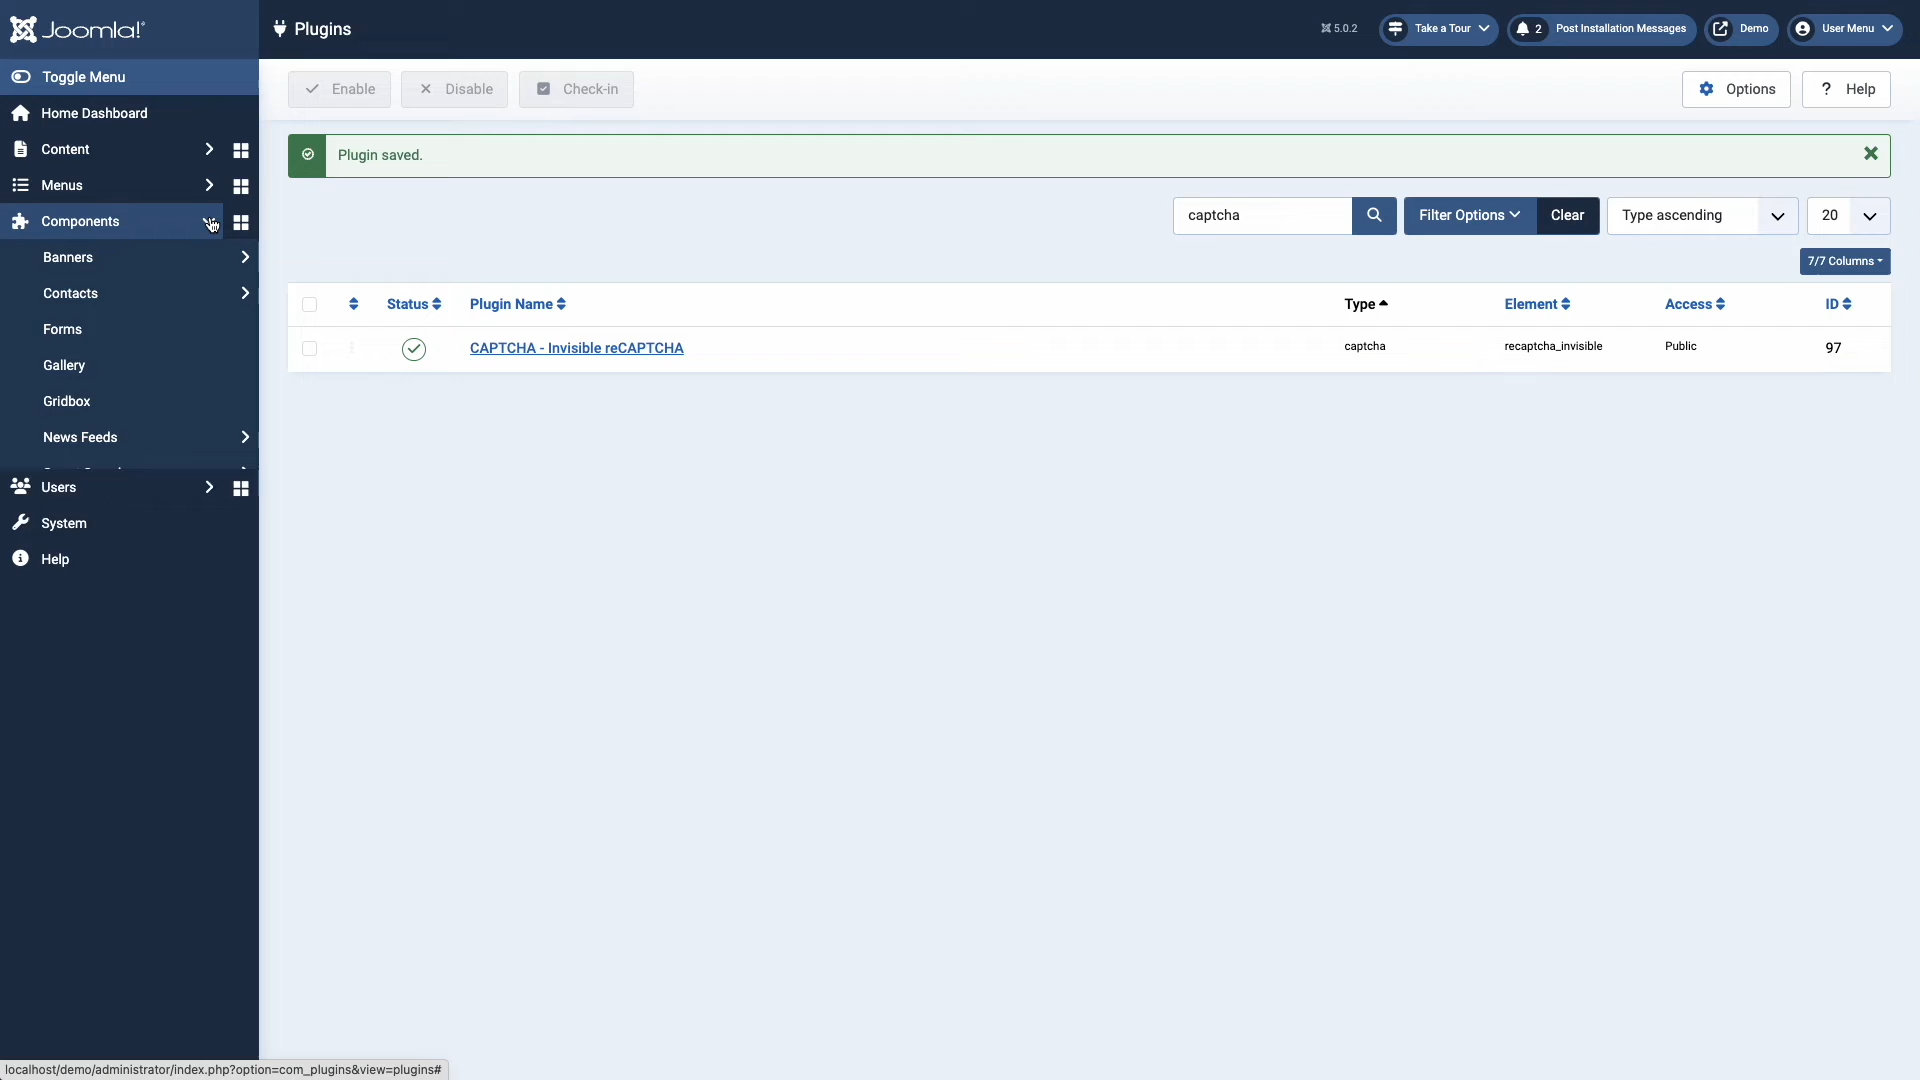 Joomla!
Plugins
5.0.2
Take a Tour
2 Post Installation Messages
Demo
User Menu
Toggle Menu
Home Dashboard
Content
Menus
Components
Banners
Contacts
Forms
Gallery
Gridbox
News Feeds
Users
System
Help
Enable
Disable
Check-in
Options
? Help
Plugin saved.
captcha
Filter Options
Clear
Type ascending
20
7/7 Columns
Status
Plugin Name
Type
Element
Access
ID
CAPTCHA - Invisible reCAPTCHA
captcha
recaptcha_invisible
Public
97
localhost/demo/administrator/index.php?option=com_plugins&view=plugins#